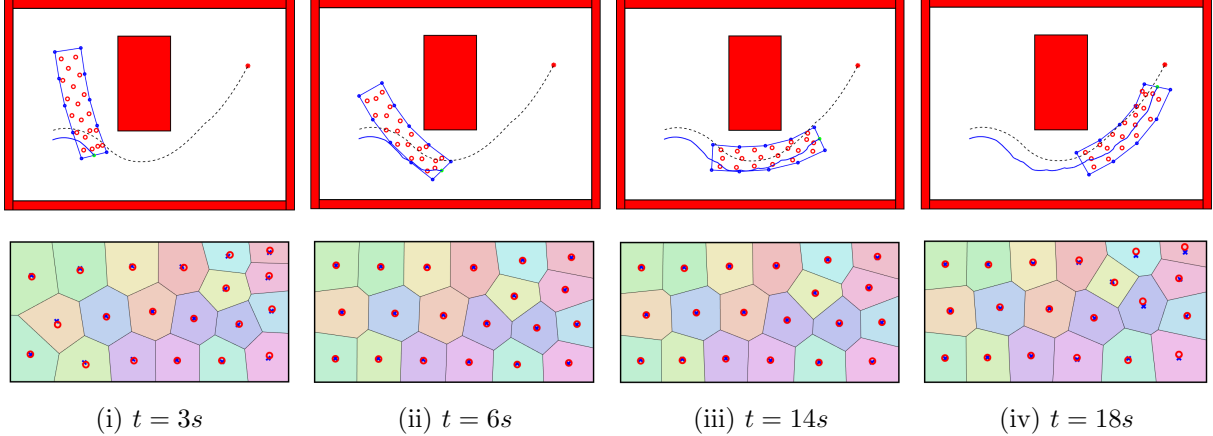 (i) t = 3s
(ii) t = 6s
(iii) t = 14s
(iv) t = 18s